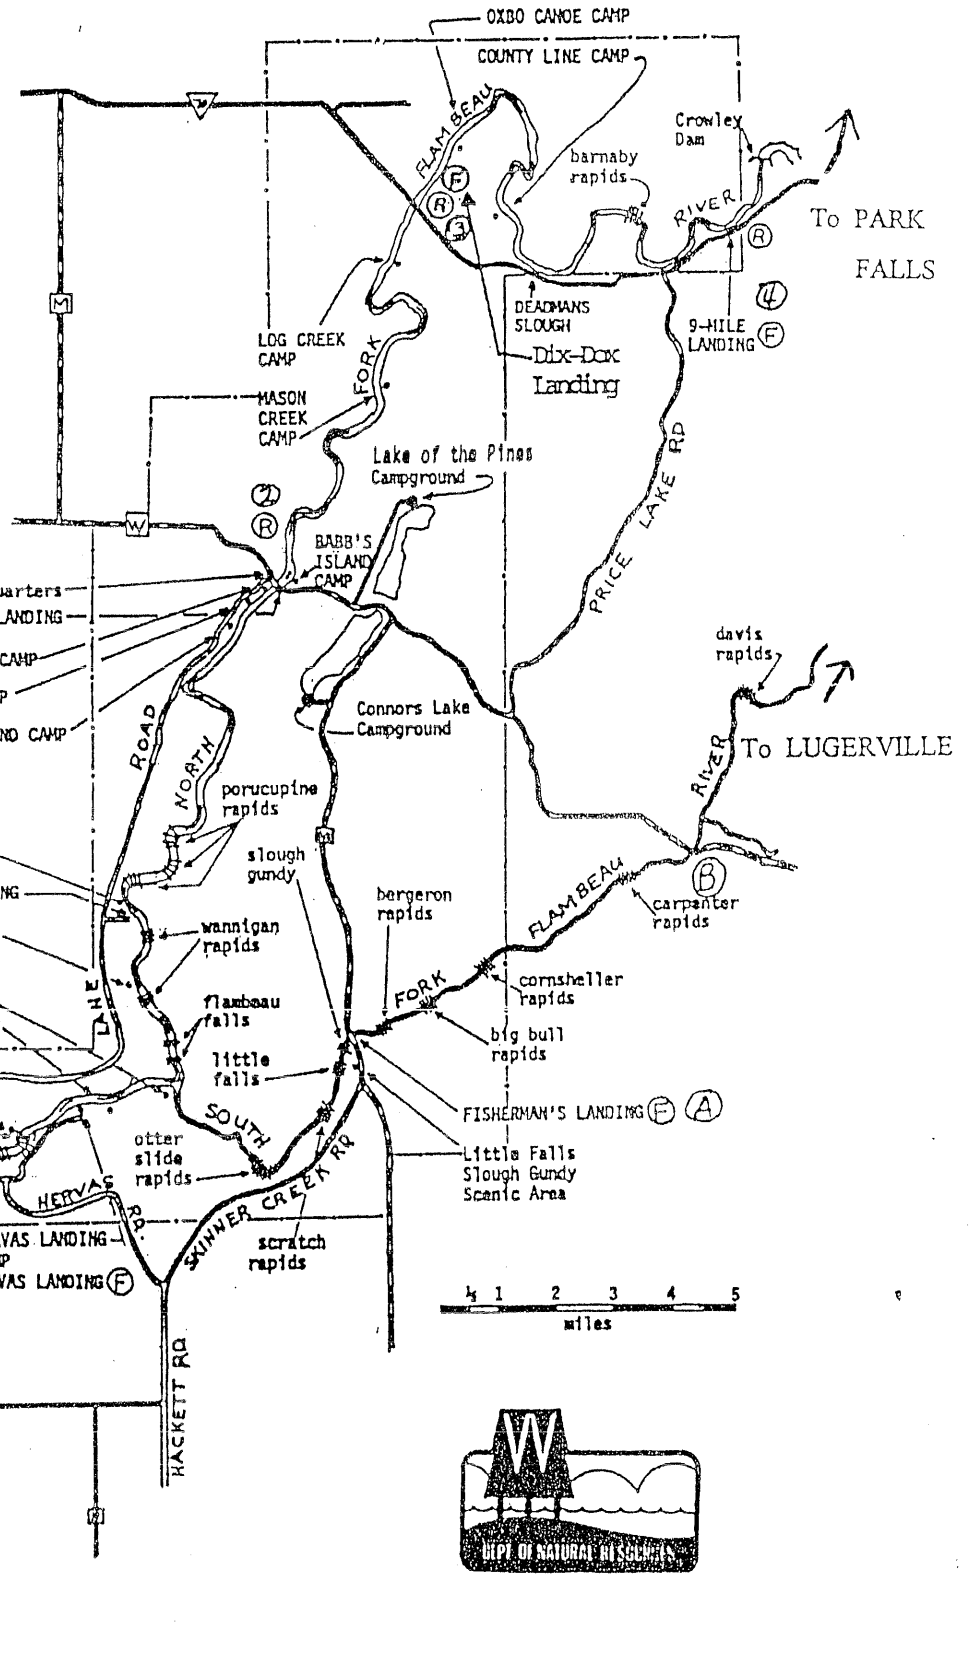 OXBO CANOE CAMP
COUNTY LINE CAMP
70
FLAMBEAU
Crowley
Dam
barnaby
rapids
F
R
3
RIVER
R
To PARK
FALLS
M
4
DEADMANS
SLOUGH
9-MILE
LANDING F
LOG CREEK
CAMP
FORK
Dix-Dox
Landing
MASON
CREEK
CAMP
Lake of the Pines
Campground
PRICE LAKE RD
2
R
W
BABB'S
ISLAND
CAMP
uarters
LANDING
CAMP
P
ND CAMP
davis
rapids
Connors Lake
Campground
ROAD
NORTH
To LUGERVILLE
RIVER
porucupine
rapids
M
slough
gundy
B
bergeron
rapids
FLAMBEAU
carpenter
rapids
NG
wannigan
rapids
cornsheller
rapids
FORK
LAKE
flambeau
falls
big bull
rapids
little
falls
FISHERMAN'S LANDING F A
SOUTH
otter
slide
rapids
Little Falls
Slough Gundy
Scenic Area
HERVAS RD.
SKINNER CREEK RD
scratch
rapids
VAS LANDING
P
VAS LANDING F
½ 1 2 3 4 5
miles
HACKETT RD
W
DEPT OF NATURAL RESOURCES